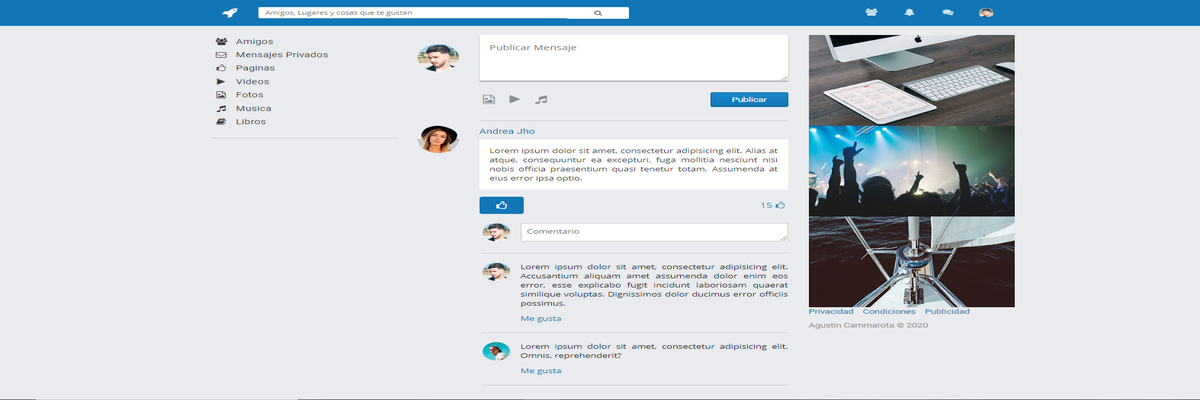 Amigos, Lugares y cosas que te gustan
Amigos
Mensajes Privados
Paginas
Videos
Fotos
Musica
Libros
Publicar Mensaje
Publicar
Andrea Jho
Lorem ipsum dolor sit amet, consectetur adipisicing elit. Alias at
atque, consequuntur ea excepturi, fuga mollitia nesciunt nisi
nobis officia praesentium quasi tenetur totam. Assumenda at
eius error ipsa optio.
15
Comentario
Lorem ipsum dolor sit amet, consectetur adipisicing elit.
Accusantium aliquam amet assumenda dolor enim eos
error, esse explicabo fugit incidunt laboriosam quaerat
similique voluptas. Dignissimos dolor ducimus error officiis
possimus.
Me gusta
Lorem ipsum dolor sit amet, consectetur adipisicing elit.
Omnis, reprehenderit?
Me gusta
Privacidad Condiciones Publicidad
Agustin Cammarota © 2020